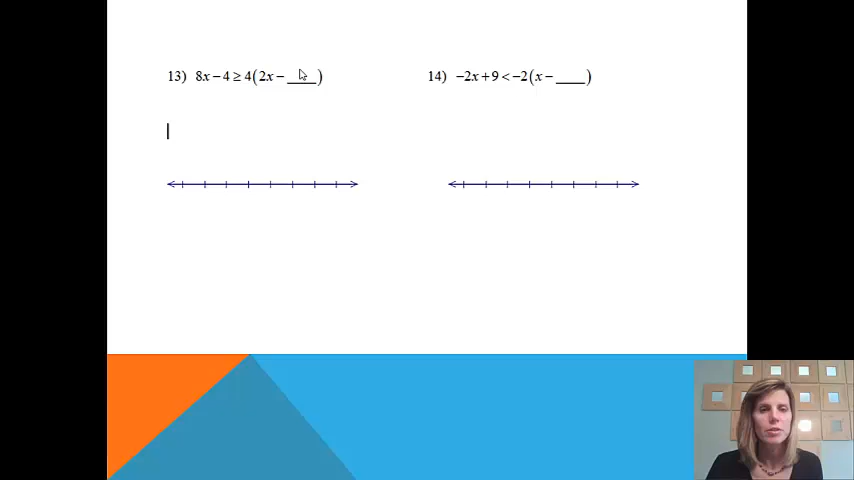 13) 8x − 4 ≥ 4(2x − ____)
14) −2x + 9 < −2(x − ____)